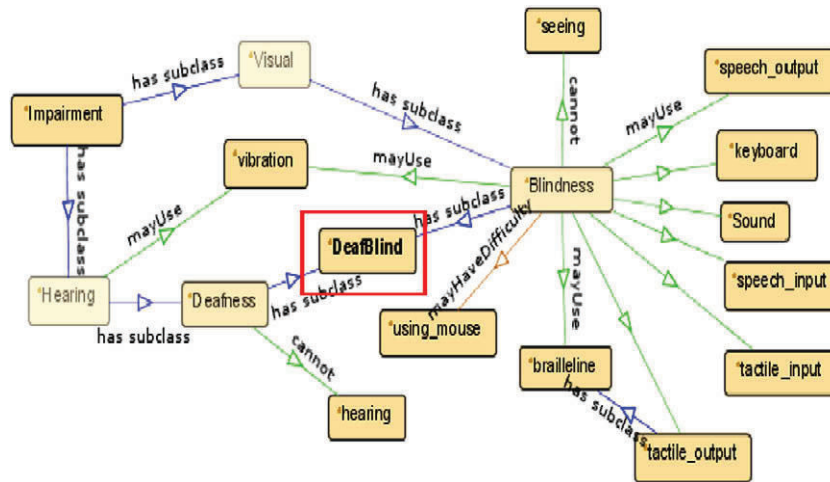 seeing
Visual
speech_output
has subclass
has subclass
cannot
mayUse
Impairment
has subclass
vibration
mayUse
keyboard
Blindness
mayUse
has subclass
Sound
DeafBlind
mayHaveDifficulty
mayUse
speech_input
Hearing
Deafness
has subclass
has subclass
using_mouse
cannot
brailleline
tactile_input
has subclass
hearing
tactile_output